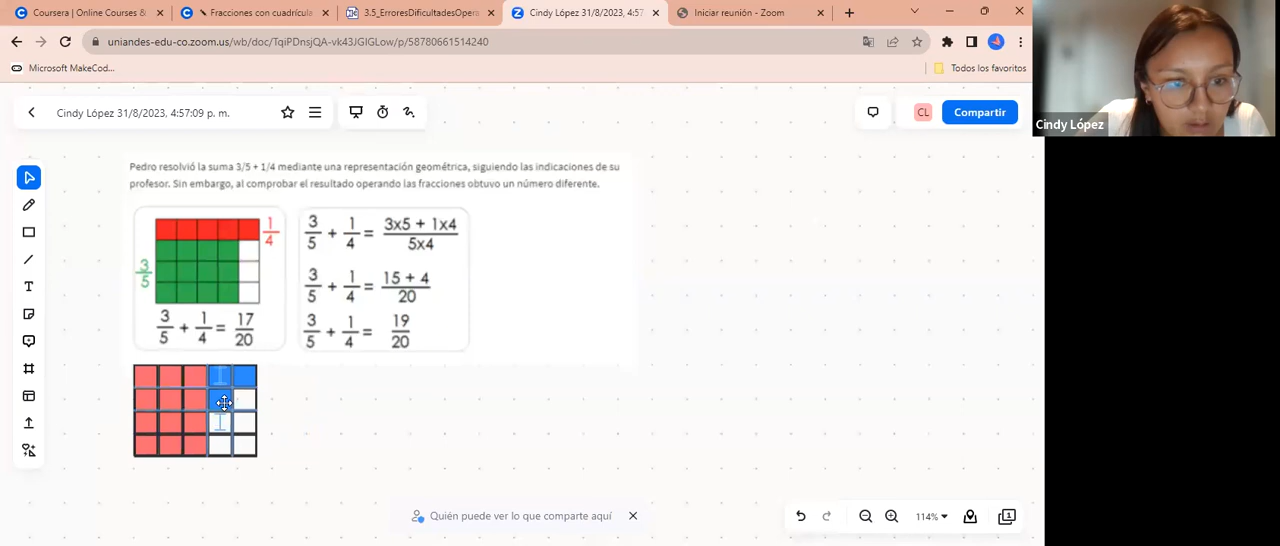 Coursera | Online Courses &
Fracciones con cuadrícula
3.5_ErroresDificultadesOpera
Cindy López 31/8/2023, 4:57
Iniciar reunión - Zoom
uniandes-edu-co.zoom.us/wb/doc/TqiPDnsjQA-vk43JGIGLow/p/58780661514240
Microsoft MakeCod...
Todos los favoritos
Cindy López 31/8/2023, 4:57:09 p. m.
CL
Compartir
Cindy López
Pedro resolvió la suma 3/5 + 1/4 mediante una representación geométrica, siguiendo las indicaciones de su
profesor. Sin embargo, al comprobar el resultado operando las fracciones obtuvo un número diferente.
1/4
3/5
3/5 + 1/4 = 17/20
3/5 + 1/4 = 3x5 + 1x4 / 5x4
3/5 + 1/4 = 15 + 4 / 20
3/5 + 1/4 = 19/20
Quién puede ver lo que comparte aquí
114%
1